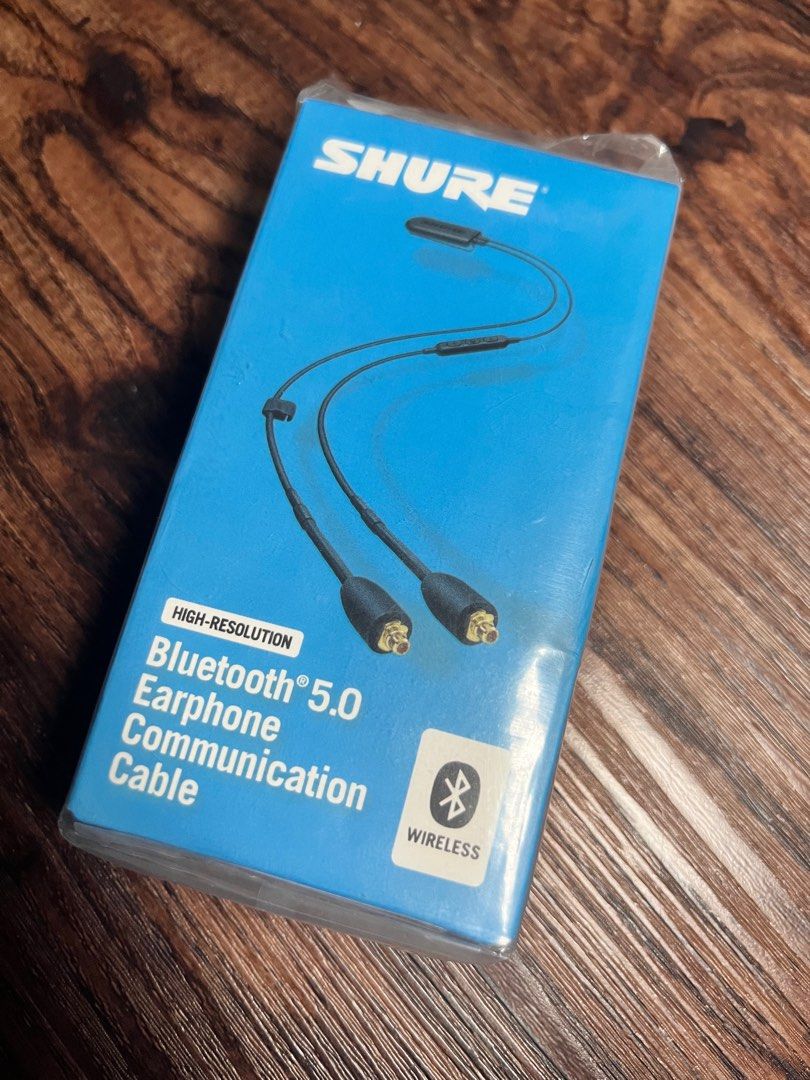 SHURE
HIGH-RESOLUTION
Bluetooth® 5.0
Earphone
Communication
Cable
WIRELESS